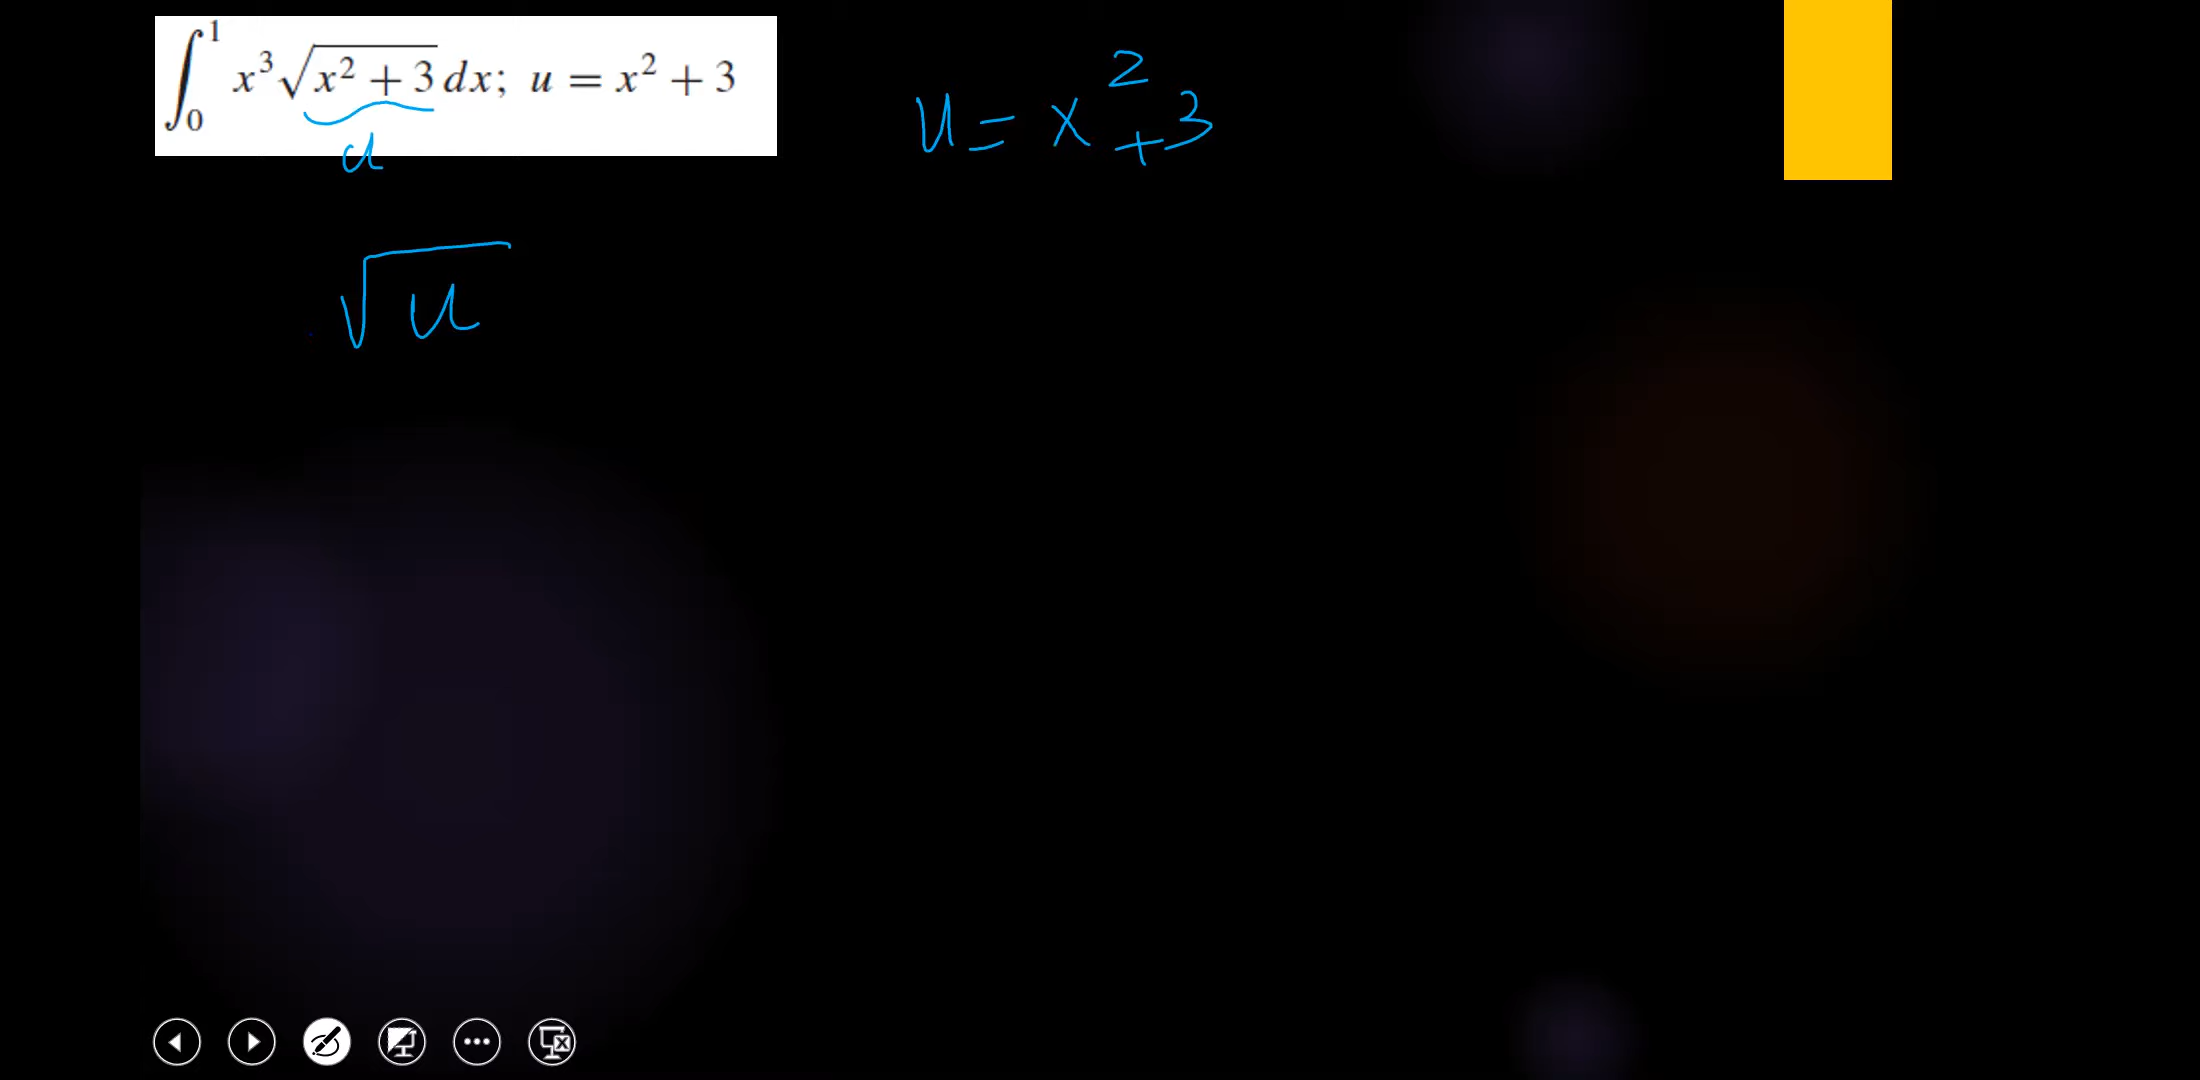 ∫₀¹ x³√(x² + 3) dx; u = x² + 3
u = x² + 3
u
√u